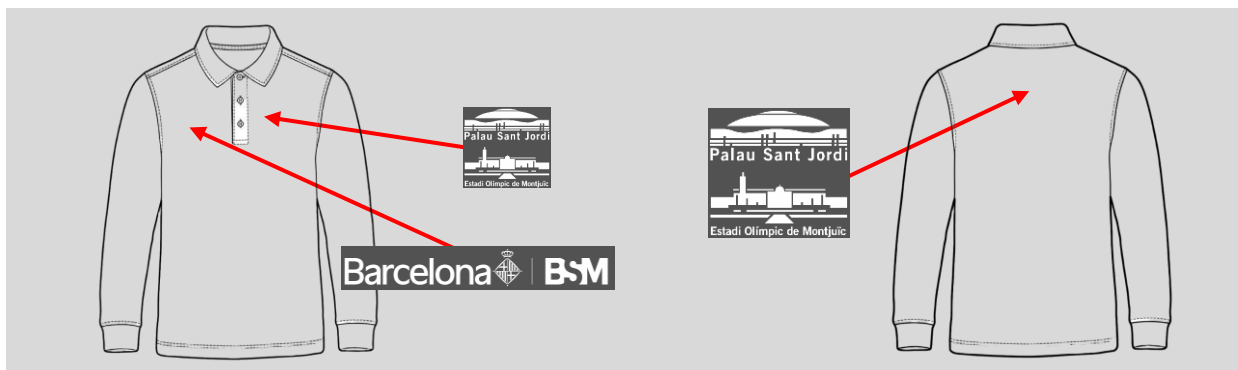 Palau Sant Jordi
Estadi Olímpic de Montjuïc
Barcelona BSM
Palau Sant Jordi
Estadi Olímpic de Montjuïc